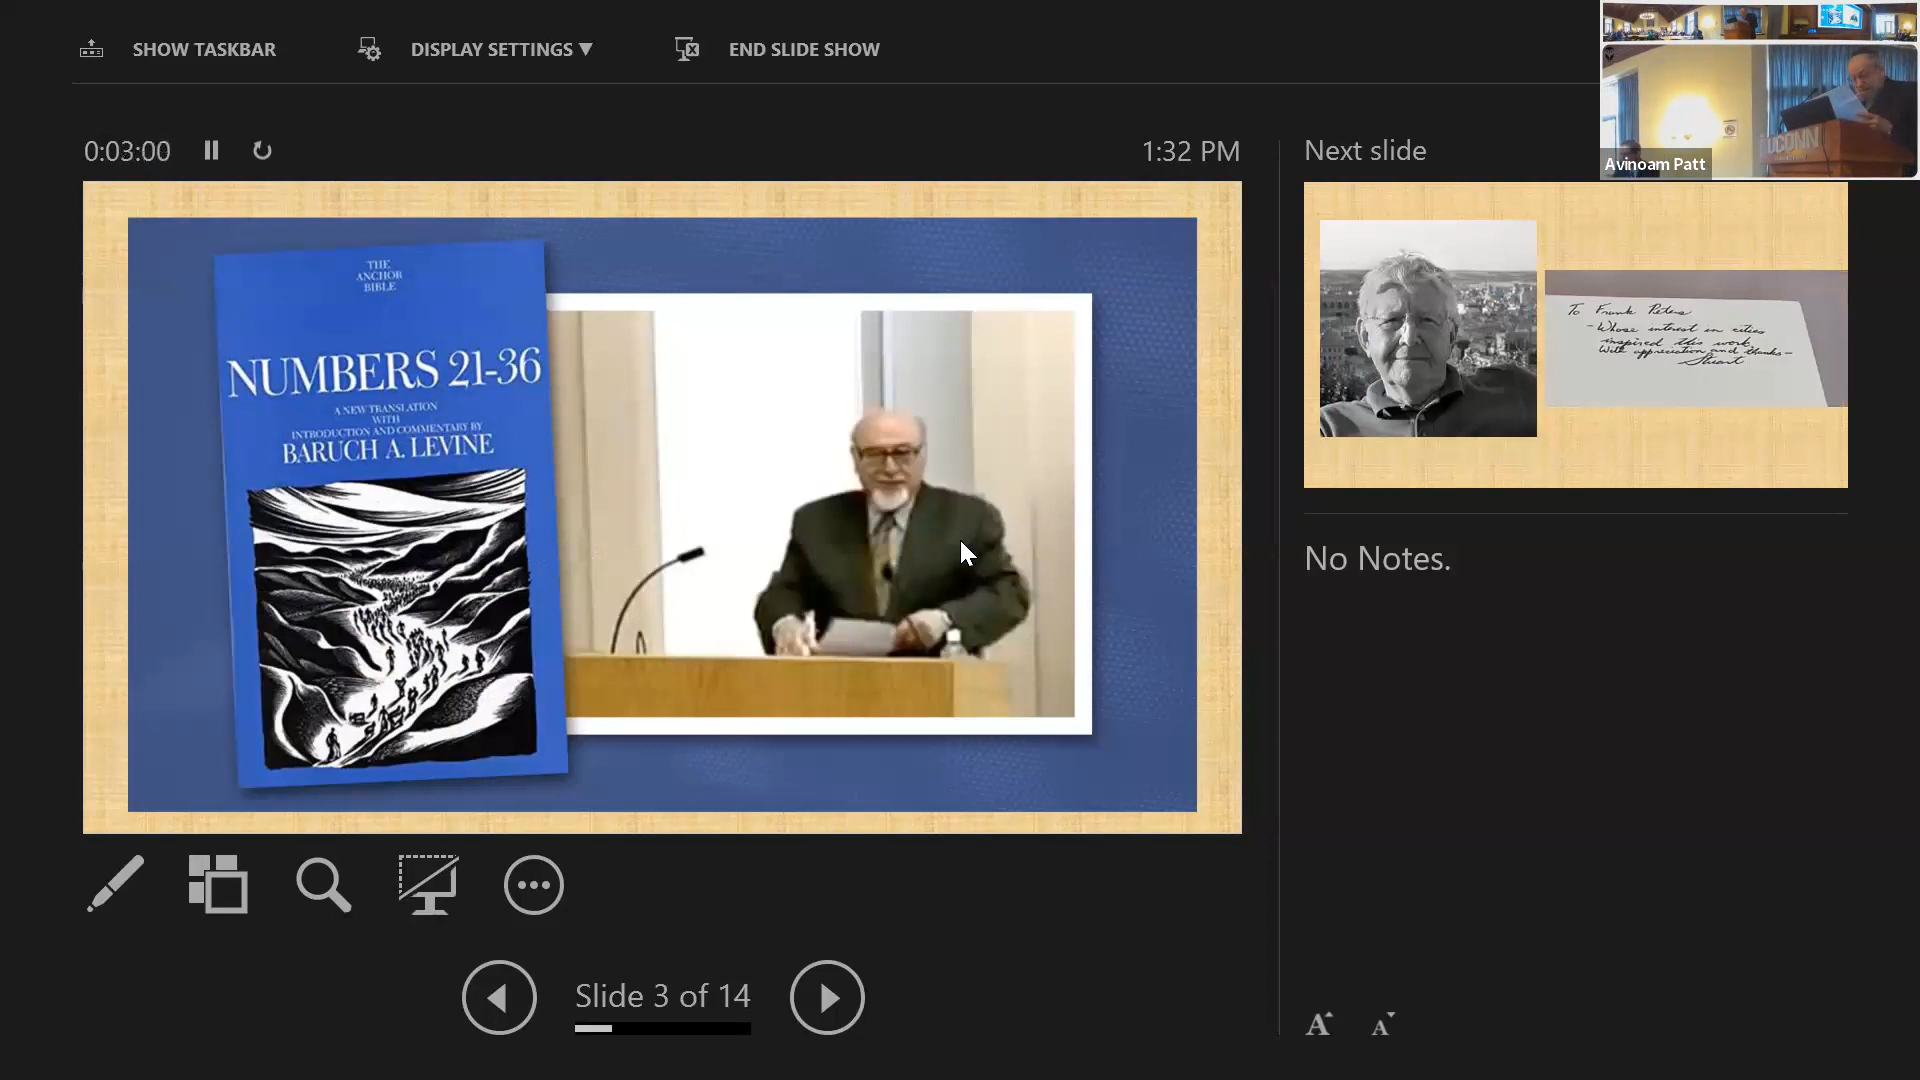 SHOW TASKBAR
DISPLAY SETTINGS ▼
END SLIDE SHOW
0:03:00
1:32 PM
Next slide
UCONN
Avinoam Patt
THE
ANCHOR
BIBLE
NUMBERS 21-36
A NEW TRANSLATION
WITH
INTRODUCTION AND COMMENTARY BY
BARUCH A. LEVINE
To Frank Peters
- Whose interest in cities
inspired this work.
With appreciation and thanks -
Stuart
No Notes.
Slide 3 of 14
A A